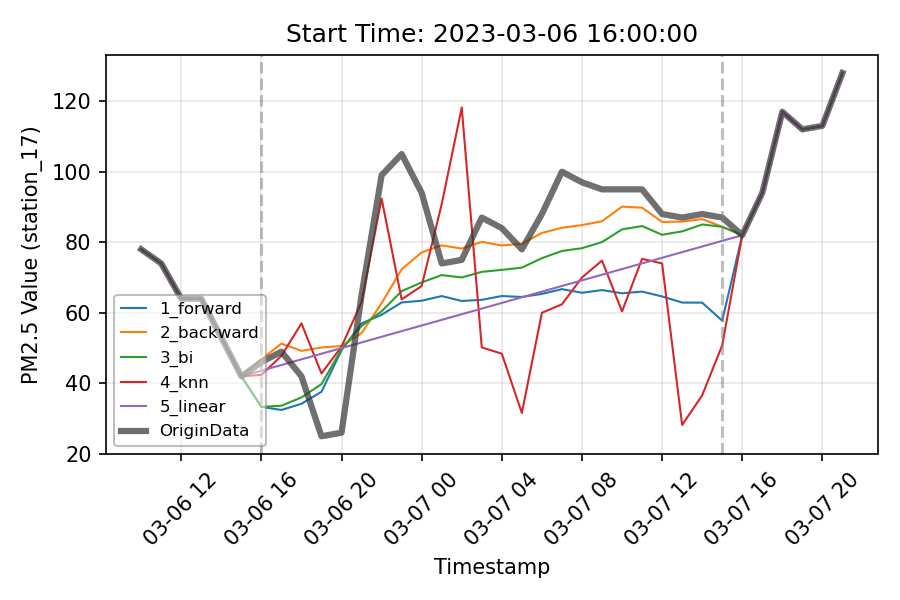 Start Time: 2023-03-06 16:00:00
PM2.5 Value (station_17)
120
100
80
60
40
20
1_forward
2_backward
3_bi
4_knn
5_linear
OriginData
03-06 12
03-06 16
03-06 20
03-07 00
03-07 04
03-07 08
03-07 12
03-07 16
03-07 20
Timestamp